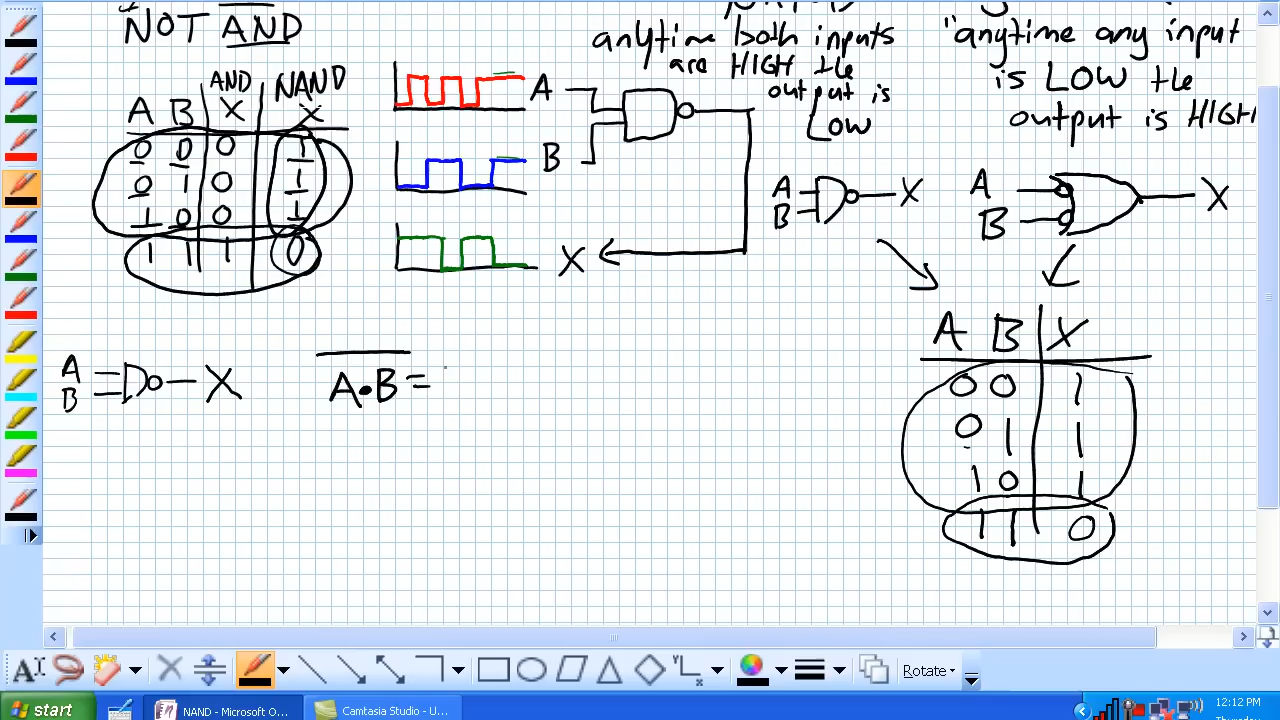 NOT AND
anytime both inputs
are HIGH the
output is
Low
"anytime any input
is LOW the
output is HIGH
AND NAND
A B X X
0 0 0 1
0 1 0 1
1 0 0 1
1 1 1 0
A
B
X
A
B
X
A
B
X
A B X
0 0 1
0 1 1
1 0 1
1 1 0
A
B
X
A•B =
A
Rotate
start
NAND - Microsoft O...
Camtasia Studio - U...
12:12 PM